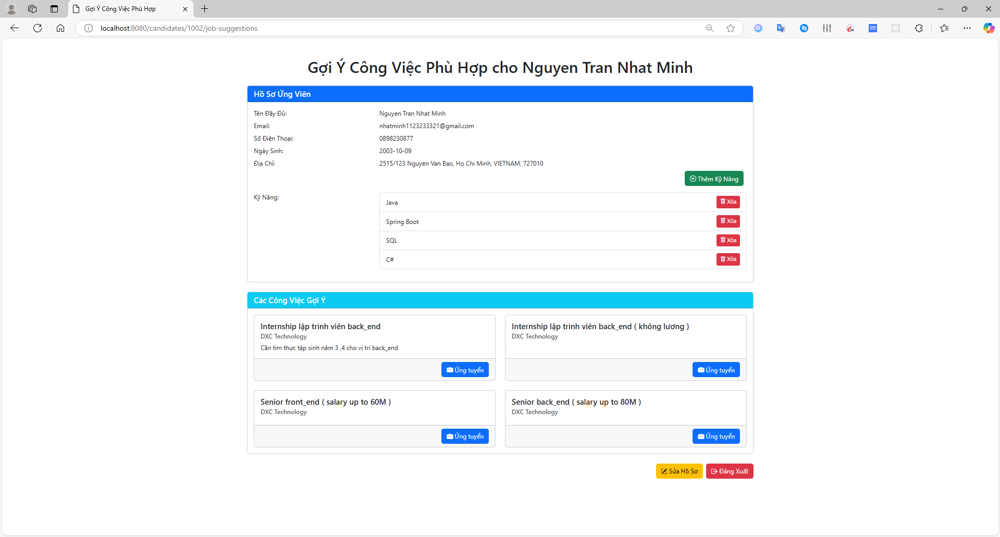 Gợi Ý Công Việc Phù Hợp
localhost:8080/candidates/1002/job-suggestions
Gợi Ý Công Việc Phù Hợp cho Nguyen Tran Nhat Minh
Hồ Sơ Ứng Viên
Tên Đầy Đủ: Nguyen Tran Nhat Minh
Email: nhatminh1123233321@gmail.com
Số Điện Thoại: 0898230877
Ngày Sinh: 2003-10-09
Địa Chỉ: 2515/123 Nguyen Van Bao, Ho Chi Minh, VIETNAM, 727010
Thêm Kỹ Năng
Kỹ Năng:
Java Xóa
Spring Boot Xóa
SQL Xóa
C# Xóa
Các Công Việc Gợi Ý
Internship lập trình viên back_end
DXC Technology
Cần tìm thực tập sinh năm 3 ,4 cho vị trí back_end
Ứng tuyển
Internship lập trình viên back_end ( không lương )
DXC Technology
Ứng tuyển
Senior front_end ( salary up to 60M )
DXC Technology
Ứng tuyển
Senior back_end ( salary up to 80M )
DXC Technology
Ứng tuyển
Sửa Hồ Sơ
Đăng Xuất